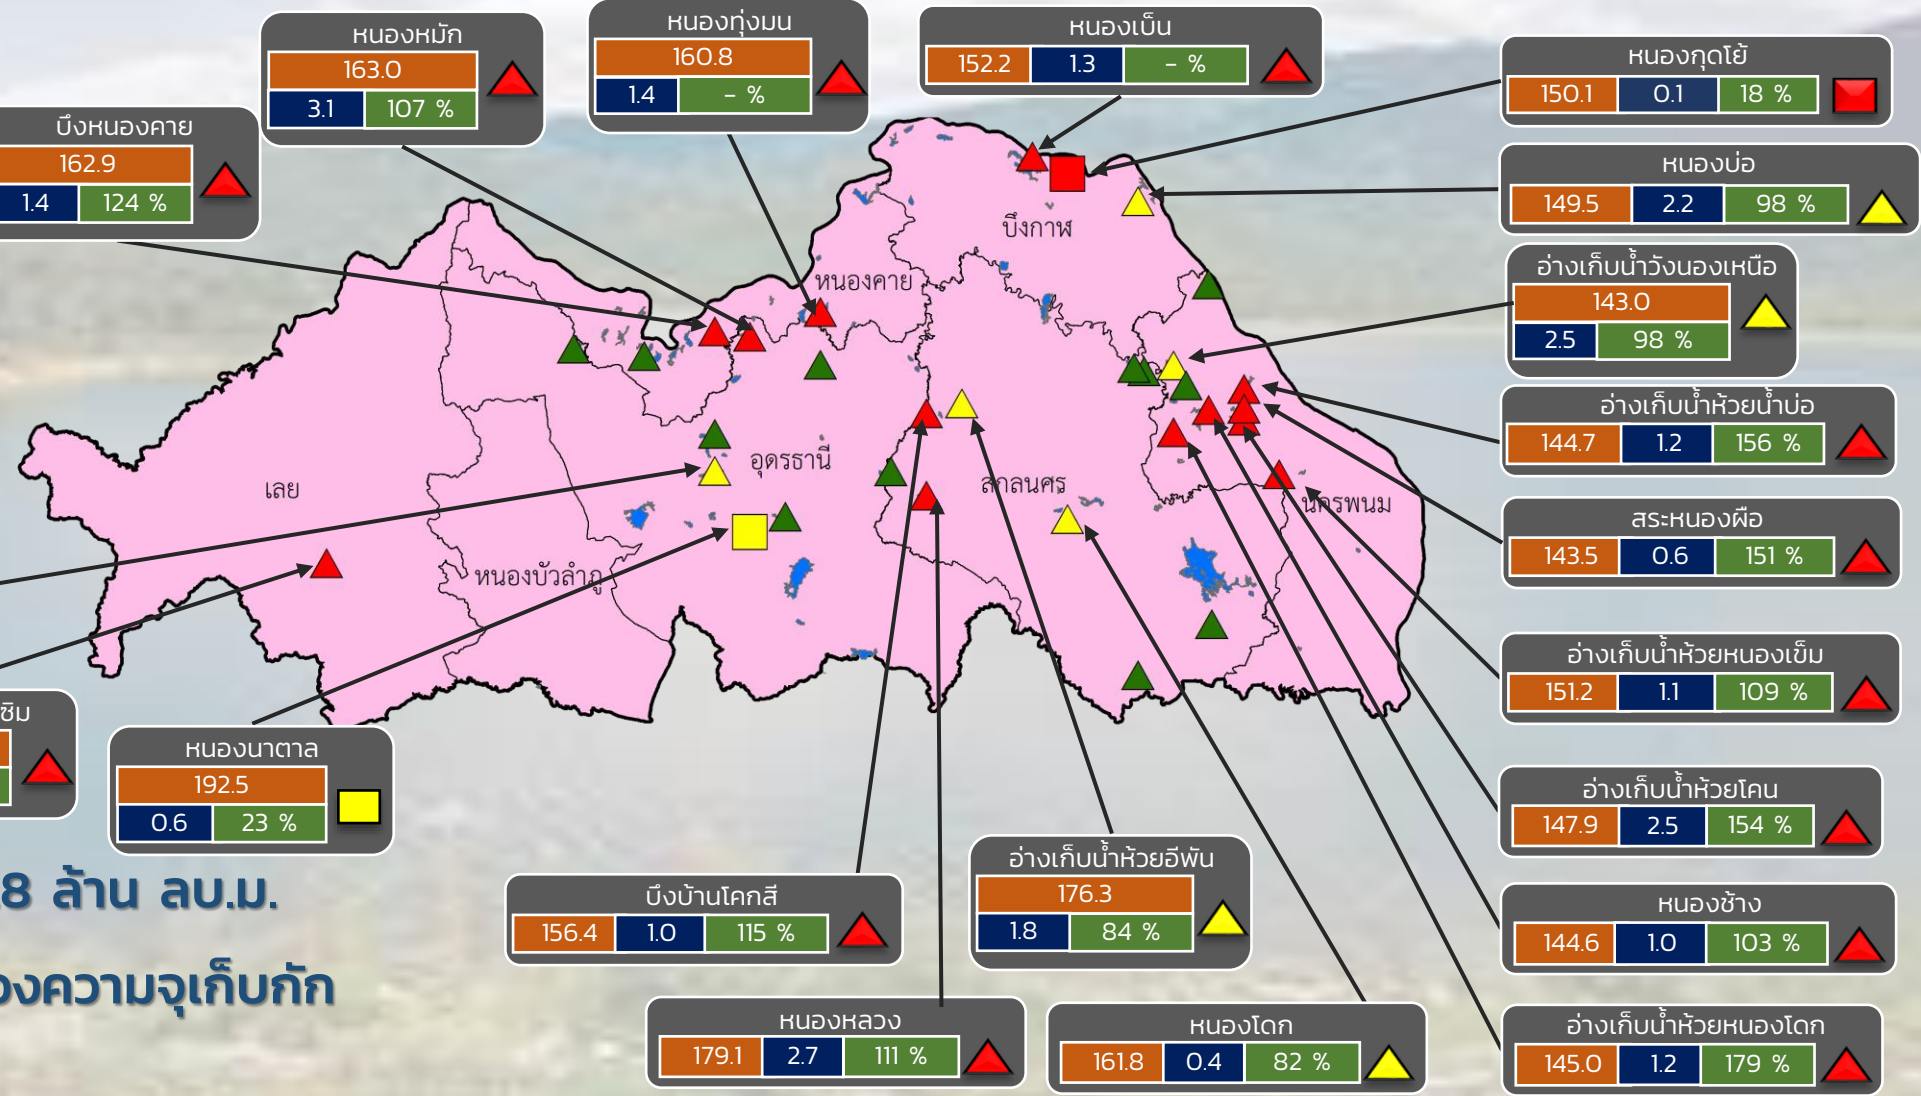 หนองหมัก
163.0
3.1 107 %
หนองทุ่งมน
160.8
1.4 - %
หนองเบ็น
152.2 1.3 - %
หนองกุดโย้
150.1 0.1 18 %
บึงหนองคาย
162.9
1.4 124 %
หนองบ่อ
149.5 2.2 98 %
อ่างเก็บน้ำวังนองเหนือ
143.0
2.5 98 %
อ่างเก็บน้ำห้วยน้ำบ่อ
144.7 1.2 156 %
สระหนองผือ
143.5 0.6 151 %
อ่างเก็บน้ำห้วยหนองเข็ม
151.2 1.1 109 %
อ่างเก็บน้ำห้วยโคน
147.9 2.5 154 %
หนองช้าง
144.6 1.0 103 %
อ่างเก็บน้ำห้วยหนองโดก
145.0 1.2 179 %
บึงกาฬ
หนองคาย
อุดรธานี
เลย
สกลนคร
นครพนม
หนองบัวลำภู
ซิม
หนองนาตาล
192.5
0.6 23 %
อ่างเก็บน้ำห้วยอีพัน
176.3
1.8 84 %
บึงบ้านโคกสี
156.4 1.0 115 %
หนองหลวง
179.1 2.7 111 %
หนองโดก
161.8 0.4 82 %
.8 ล้าน ลบ.ม.
องความจุเก็บกัก